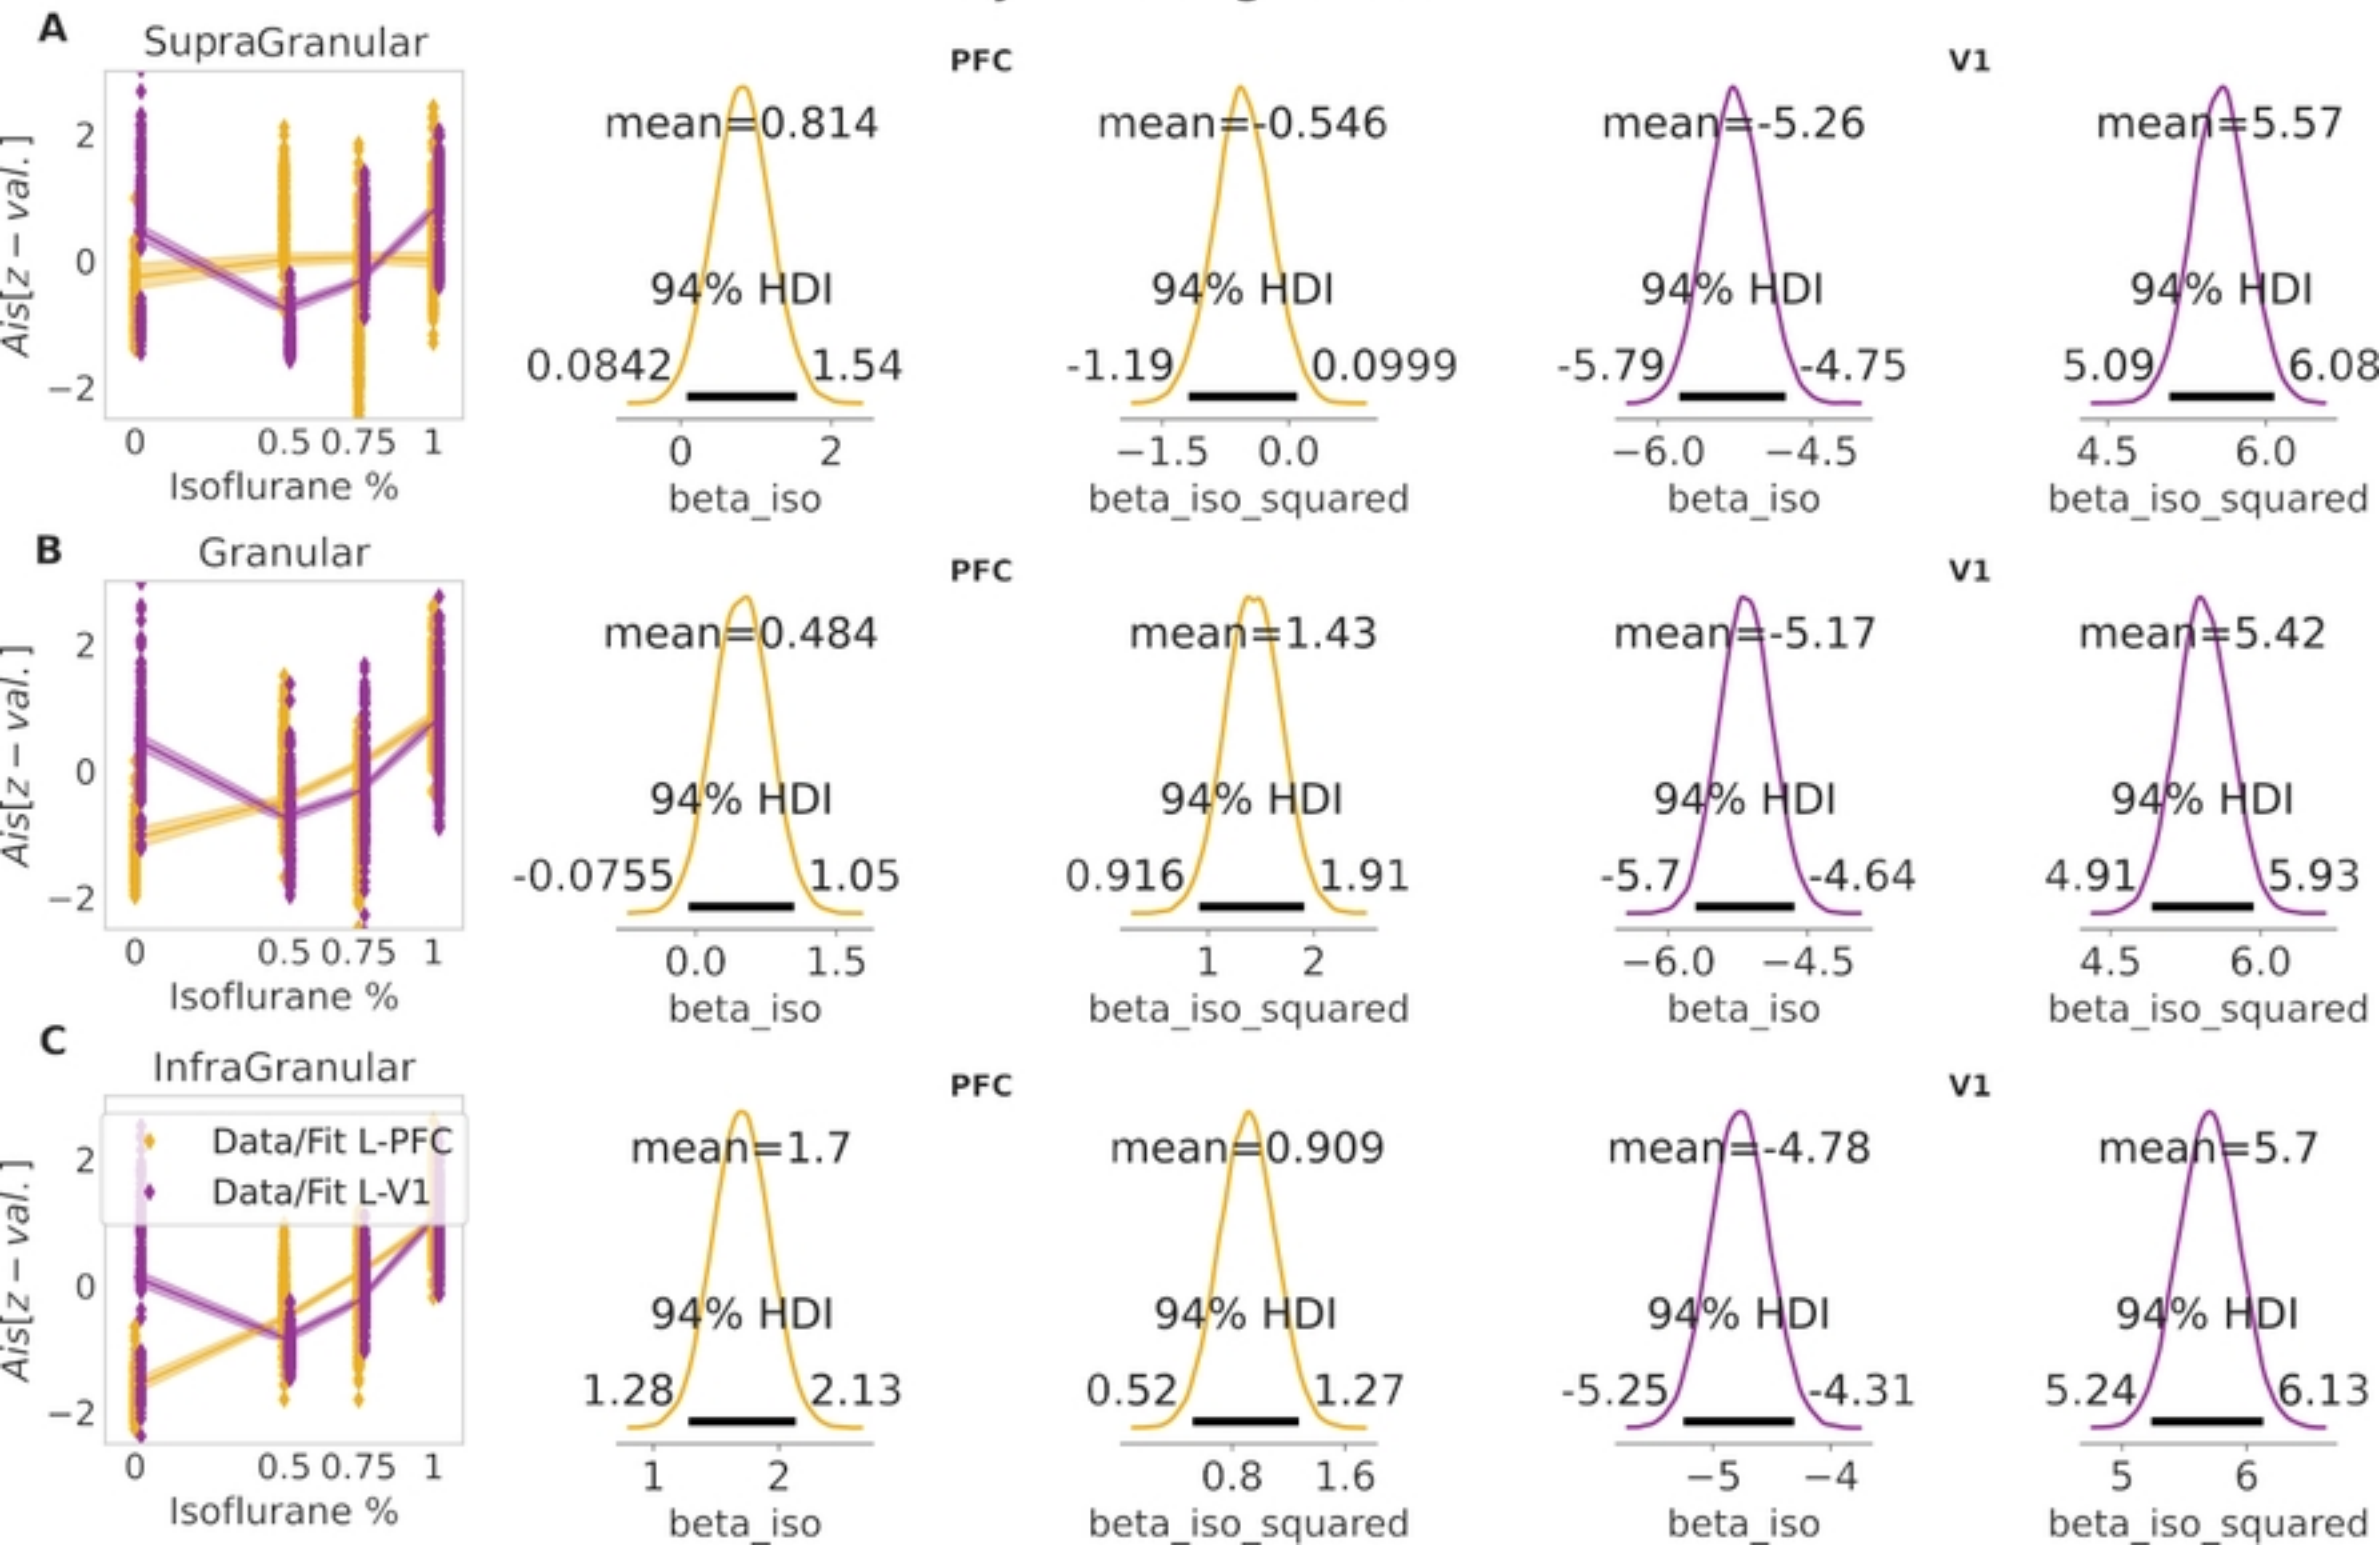 A
SupraGranular
PFC
V1
Ais[z − val.]
2
0
−2
0 0.5 0.75 1
Isoflurane %
mean=0.814
94% HDI
0.0842 1.54
0 2
beta_iso
mean=-0.546
94% HDI
-1.19 0.0999
−1.5 0.0
beta_iso_squared
mean=-5.26
94% HDI
-5.79 -4.75
−6.0 −4.5
beta_iso
mean=5.57
94% HDI
5.09 6.08
4.5 6.0
beta_iso_squared
B
Granular
PFC
V1
Ais[z − val.]
2
0
−2
0 0.5 0.75 1
Isoflurane %
mean=0.484
94% HDI
-0.0755 1.05
0.0 1.5
beta_iso
mean=1.43
94% HDI
0.916 1.91
1 2
beta_iso_squared
mean=-5.17
94% HDI
-5.7 -4.64
−6.0 −4.5
beta_iso
mean=5.42
94% HDI
4.91 5.93
4.5 6.0
beta_iso_squared
C
InfraGranular
PFC
V1
Data/Fit L-PFC
Data/Fit L-V1
Ais[z − val.]
2
0
−2
0 0.5 0.75 1
Isoflurane %
mean=1.7
94% HDI
1.28 2.13
1 2
beta_iso
mean=0.909
94% HDI
0.52 1.27
0.8 1.6
beta_iso_squared
mean=-4.78
94% HDI
-5.25 -4.31
−5 −4
beta_iso
mean=5.7
94% HDI
5.24 6.13
5 6
beta_iso_squared